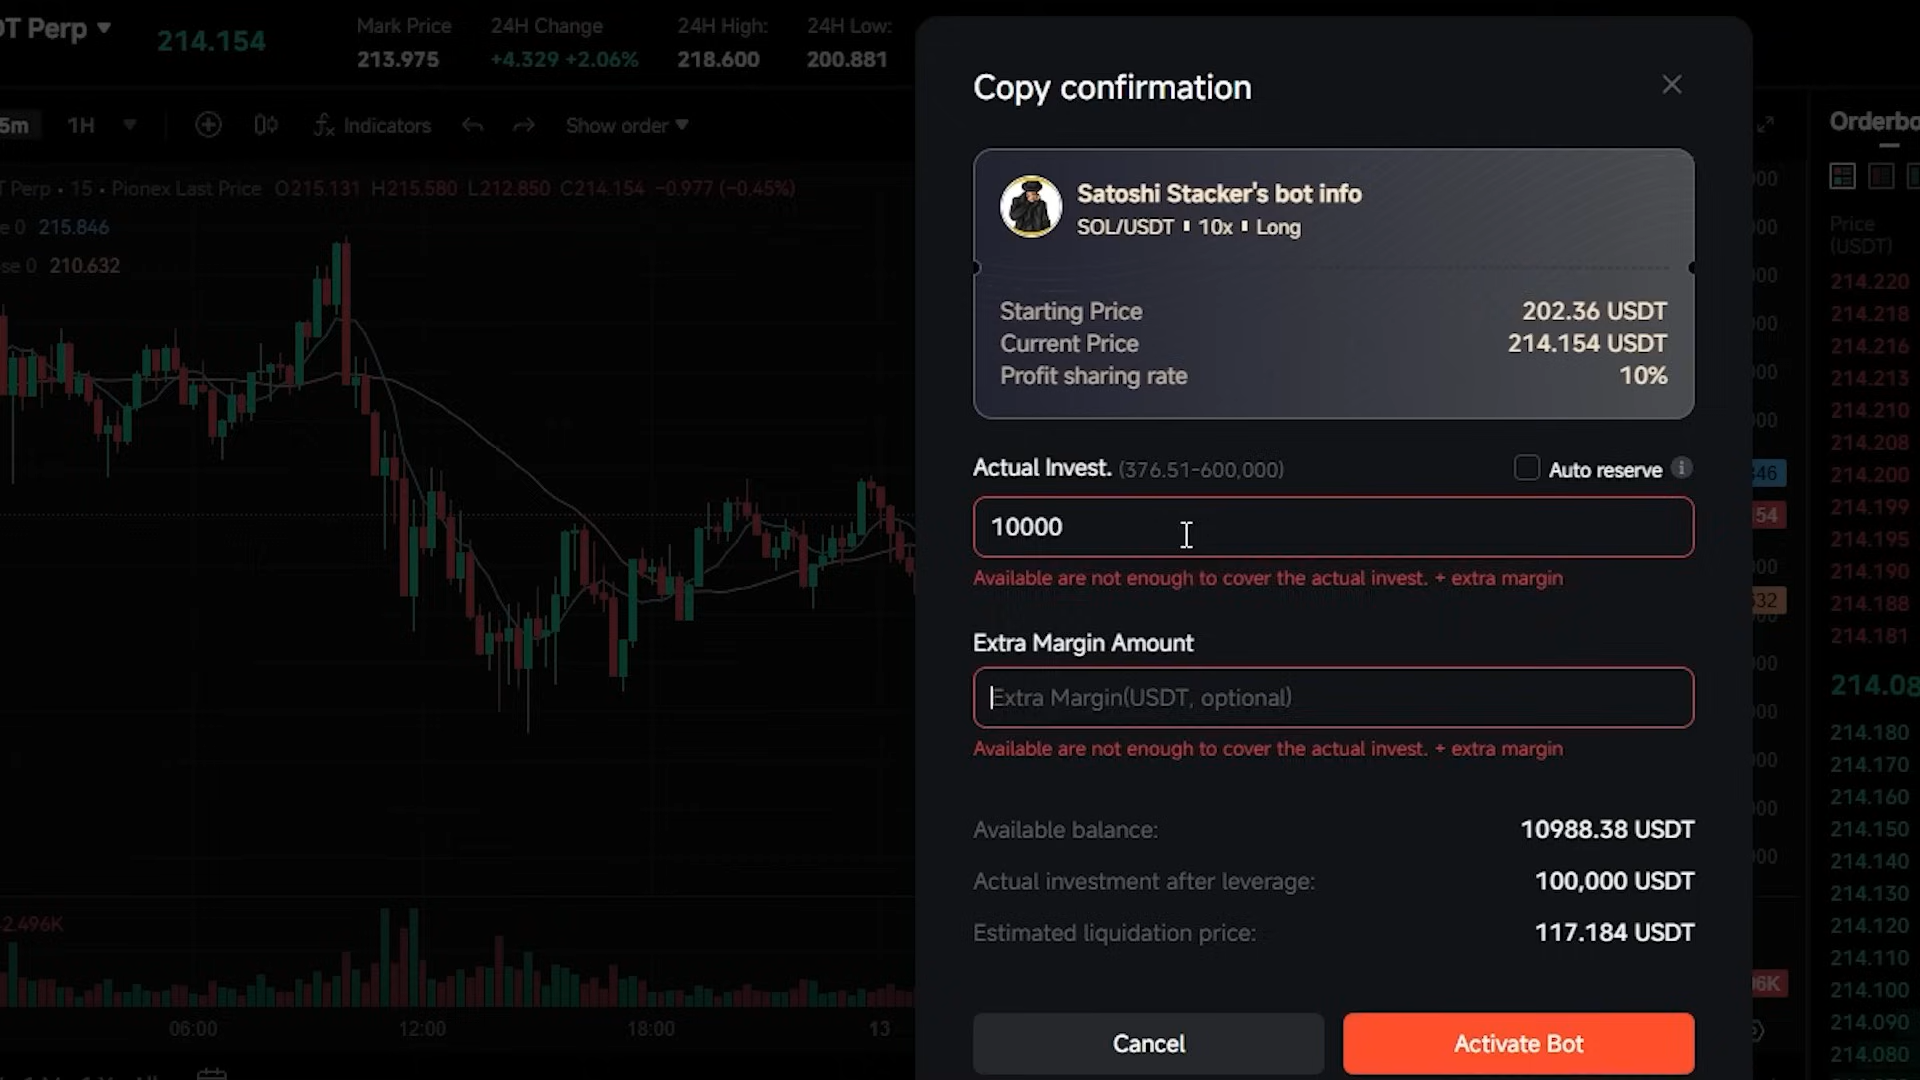 DT Perp
214.154
Mark Price
213.975
24H Change
+4.329 +2.06%
24H High:
218.600
24H Low:
200.881
5m
1H
Indicators
Show order
T Perp · 15 · Pionex Last Price O215.131 H215.580 L212.850 C214.154 −0.977 (−0.45%)
e 0 215.846
se 0 210.632
2.496K
06:00
12:00
18:00
13
Copy confirmation
Satoshi Stacker's bot info
SOL/USDT 10x Long
Starting Price
202.36 USDT
Current Price
214.154 USDT
Profit sharing rate
10%
Actual Invest. (376.51-600,000)
Auto reserve
10000
Available are not enough to cover the actual invest. + extra margin
Extra Margin Amount
Extra Margin(USDT, optional)
Available are not enough to cover the actual invest. + extra margin
Available balance:
10988.38 USDT
Actual investment after leverage:
100,000 USDT
Estimated liquidation price:
117.184 USDT
Cancel
Activate Bot
Orderbo
Price
(USDT)
214.220
214.218
214.216
214.213
214.210
214.208
214.200
214.199
214.195
214.190
214.188
214.181
214.08
214.180
214.170
214.160
214.150
214.140
214.130
214.120
214.110
214.100
214.090
214.080